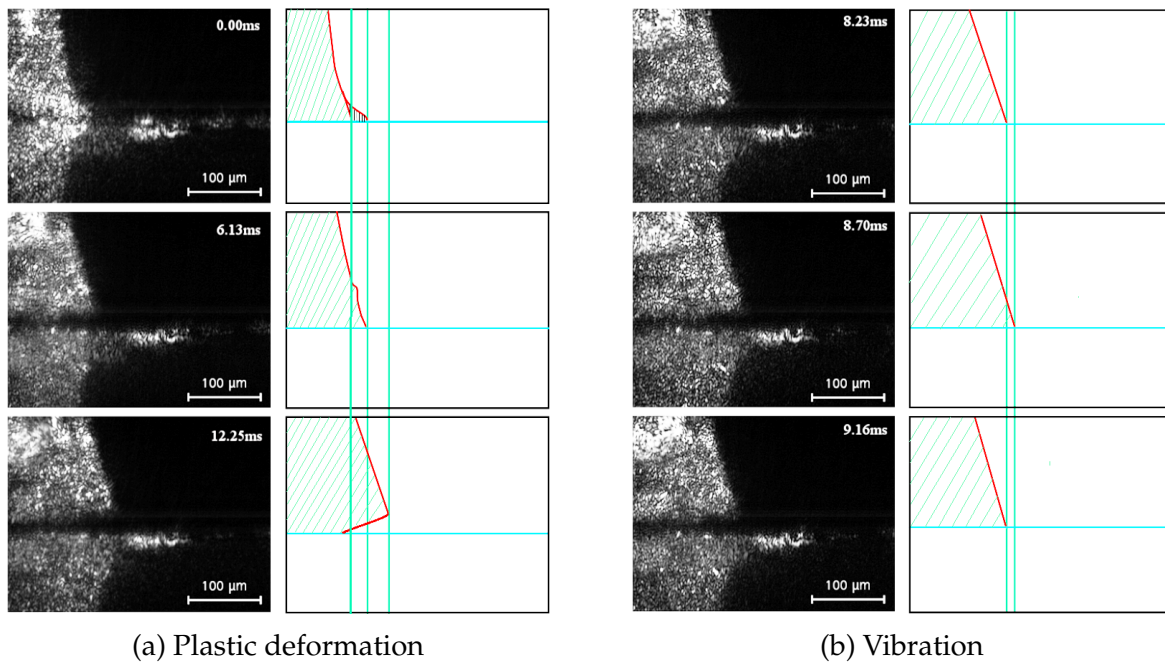 0.00ms
100 µm
6.13ms
100 µm
12.25ms
100 µm
(a) Plastic deformation
8.23ms
100 µm
8.70ms
100 µm
9.16ms
100 µm
(b) Vibration